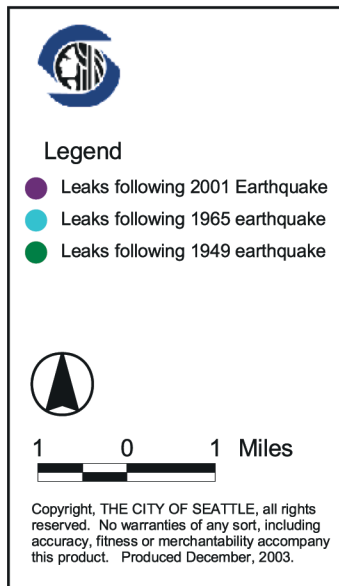 Legend
Leaks following 2001 Earthquake
Leaks following 1965 earthquake
Leaks following 1949 earthquake
1 0 1 Miles
Copyright, THE CITY OF SEATTLE, all rights
reserved. No warranties of any sort, including
accuracy, fitness or merchantability accompany
this product. Produced December, 2003.